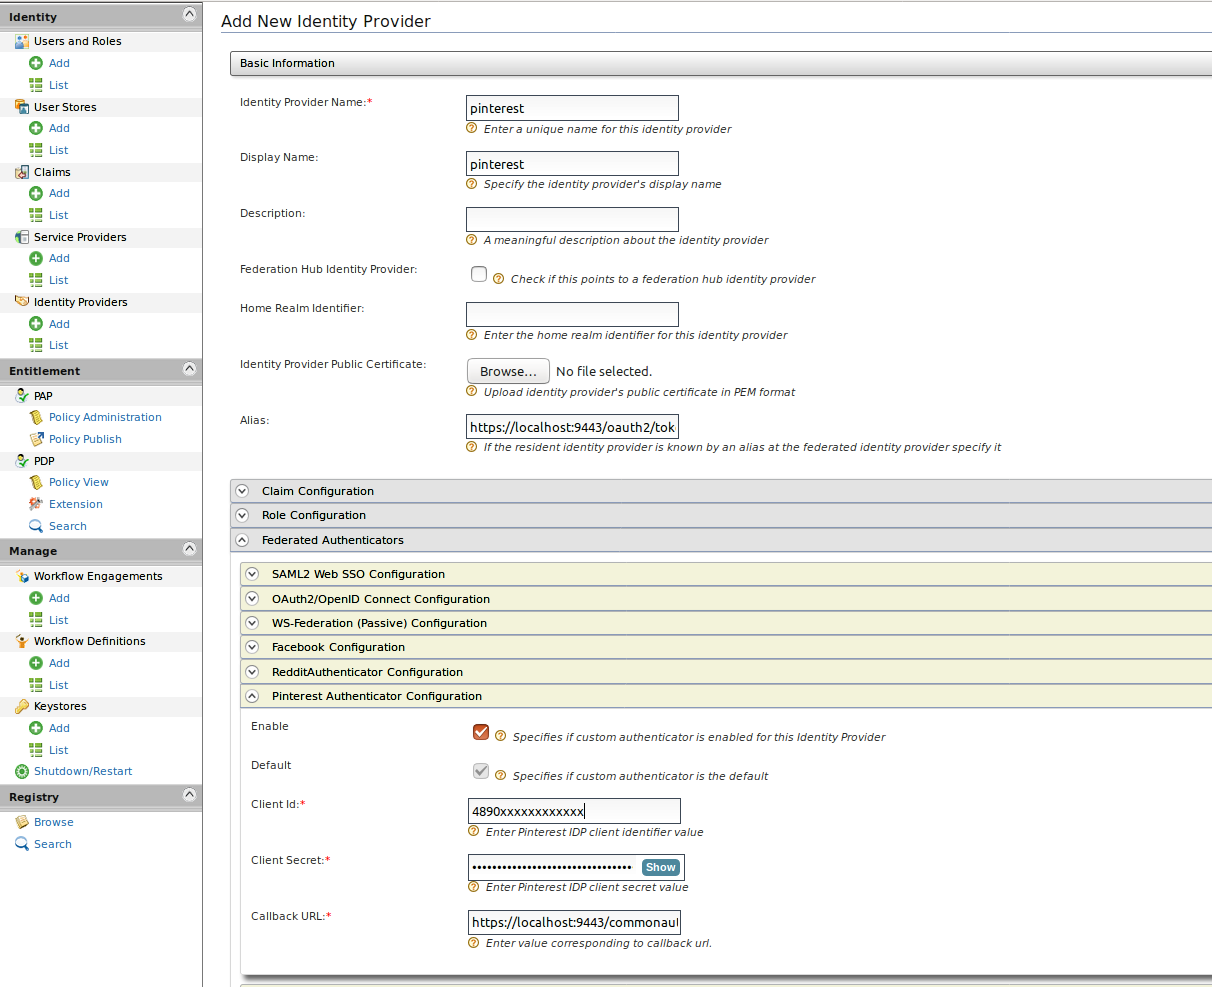 Identity
Users and Roles
Add
List
User Stores
Add
List
Claims
Add
List
Service Providers
Add
List
Identity Providers
Add
List
Entitlement
PAP
Policy Administration
Policy Publish
PDP
Policy View
Extension
Search
Manage
Workflow Engagements
Add
List
Workflow Definitions
Add
List
Keystores
Add
List
Shutdown/Restart
Registry
Browse
Search
Add New Identity Provider
Basic Information
Identity Provider Name:*
pinterest
Enter a unique name for this identity provider
Display Name:
pinterest
Specify the identity provider's display name
Description:
A meaningful description about the identity provider
Federation Hub Identity Provider:
Check if this points to a federation hub identity provider
Home Realm Identifier:
Enter the home realm identifier for this identity provider
Identity Provider Public Certificate:
Browse... No file selected.
Upload identity provider's public certificate in PEM format
Alias:
https://localhost:9443/oauth2/tok
If the resident identity provider is known by an alias at the federated identity provider specify it
Claim Configuration
Role Configuration
Federated Authenticators
SAML2 Web SSO Configuration
OAuth2/OpenID Connect Configuration
WS-Federation (Passive) Configuration
Facebook Configuration
RedditAuthenticator Configuration
Pinterest Authenticator Configuration
Enable
Specifies if custom authenticator is enabled for this Identity Provider
Default
Specifies if custom authenticator is the default
Client Id:*
4890xxxxxxxxxxxx
Enter Pinterest IDP client identifier value
Client Secret:*
•••••••••••••••••••••••••••••••• Show
Enter Pinterest IDP client secret value
Callback URL:*
https://localhost:9443/commonaut
Enter value corresponding to callback url.